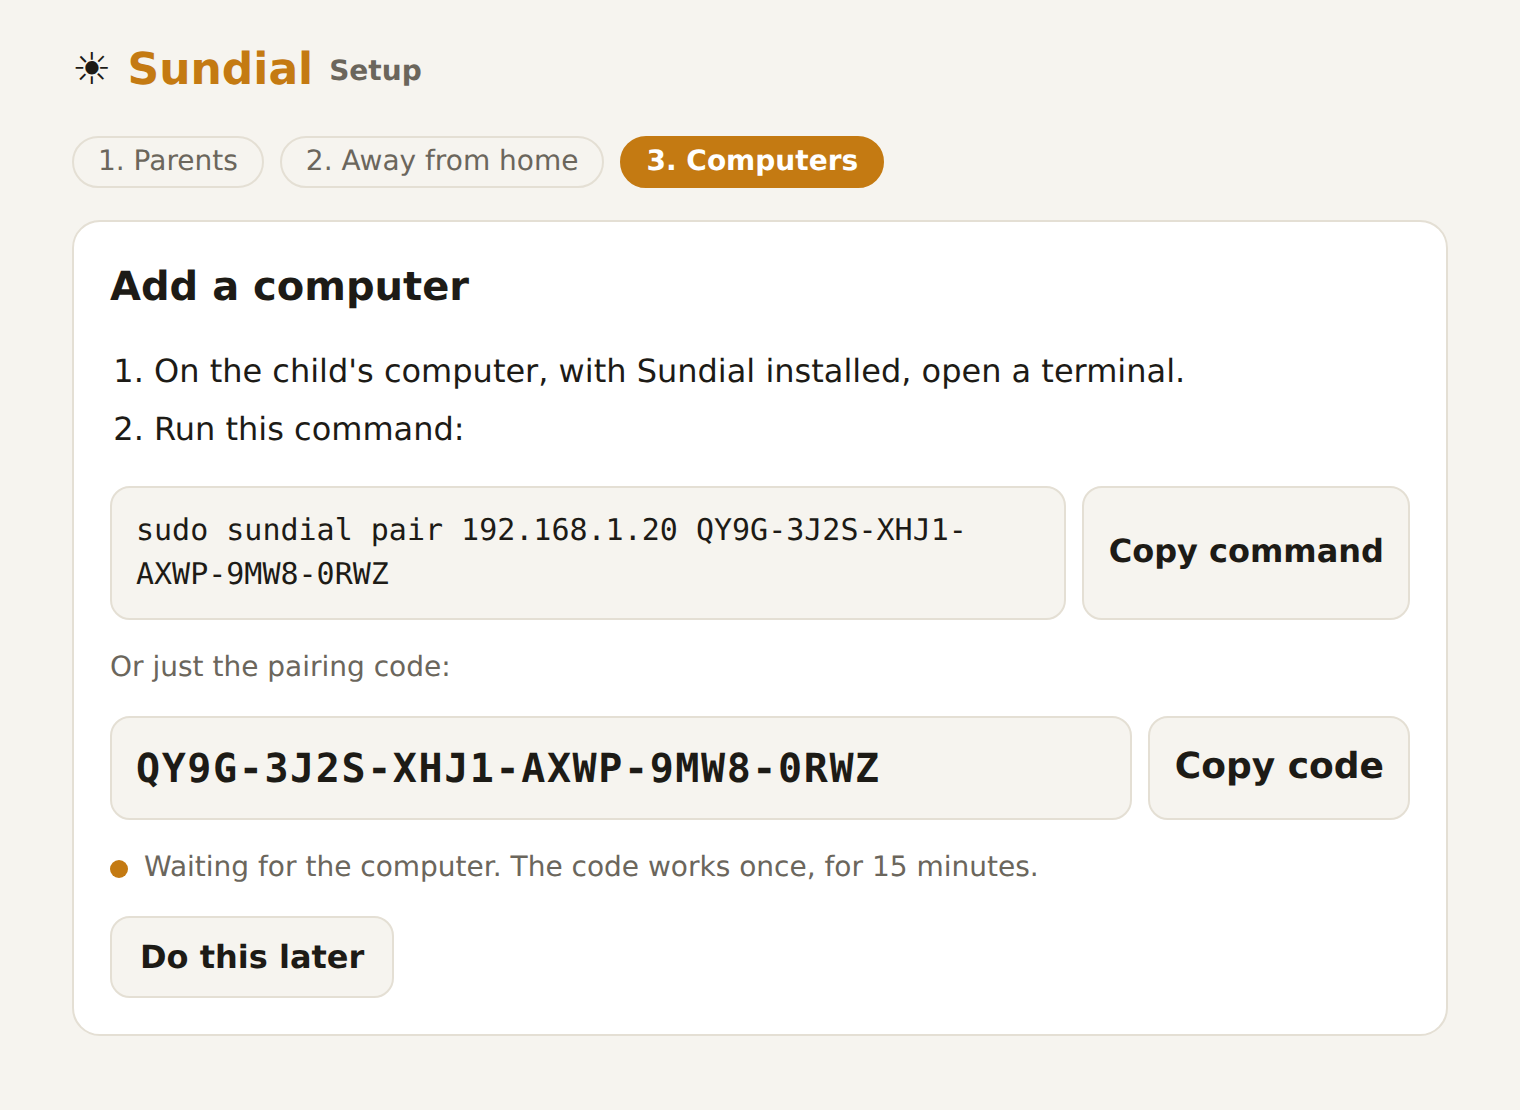 ☀ Sundial Setup
1. Parents 2. Away from home 3. Computers
Add a computer
1. On the child's computer, with Sundial installed, open a terminal.
2. Run this command:
sudo sundial pair 192.168.1.20 QY9G-3J2S-XHJ1-
AXWP-9MW8-0RWZ
Copy command
Or just the pairing code:
QY9G-3J2S-XHJ1-AXWP-9MW8-0RWZ
Copy code
Waiting for the computer. The code works once, for 15 minutes.
Do this later